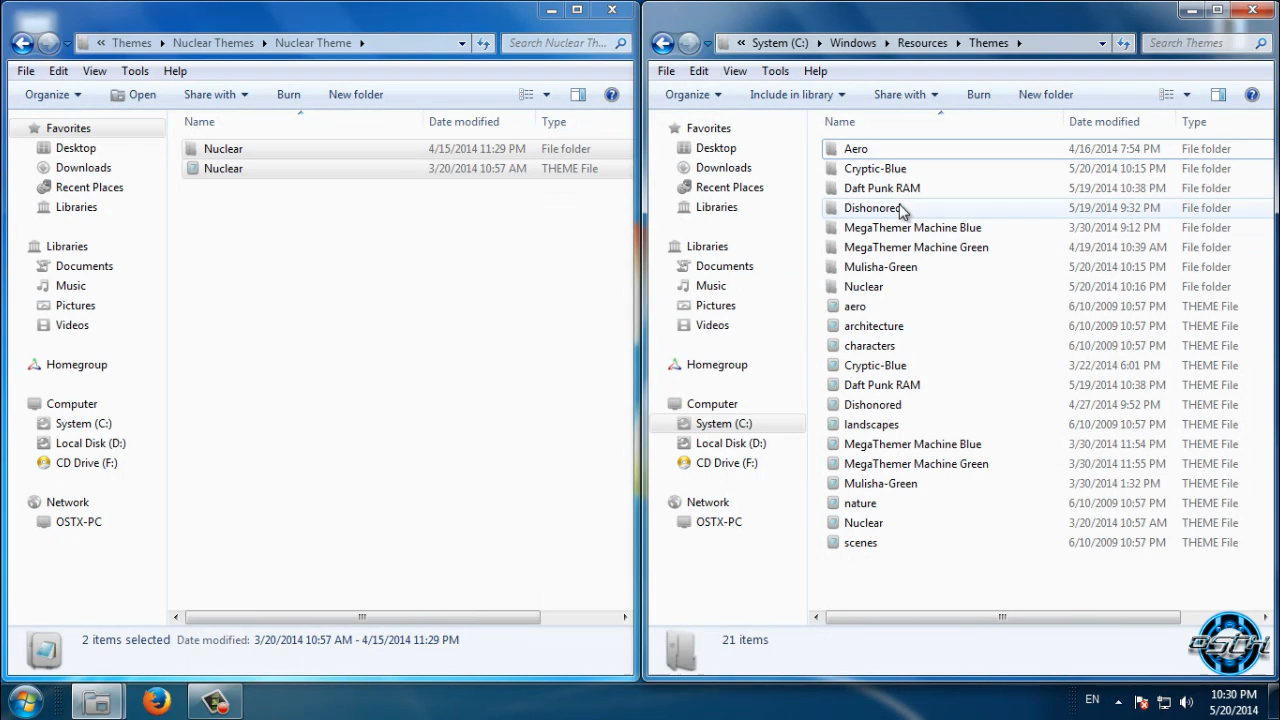 « Themes Nuclear Themes Nuclear Theme
Search Nuclear Th...
File Edit View Tools Help
Organize Open Share with Burn New folder
Favorites
Desktop
Downloads
Recent Places
Libraries
Libraries
Documents
Music
Pictures
Videos
Homegroup
Computer
System (C:)
Local Disk (D:)
CD Drive (F:)
Network
OSTX-PC
Name Date modified Type
Nuclear 4/15/2014 11:29 PM File folder
Nuclear 3/20/2014 10:57 AM THEME File
2 items selected Date modified: 3/20/2014 10:57 AM - 4/15/2014 11:29 PM
« System (C:) Windows Resources Themes
Search Themes
File Edit View Tools Help
Organize Include in library Share with Burn New folder
Favorites
Desktop
Downloads
Recent Places
Libraries
Libraries
Documents
Music
Pictures
Videos
Homegroup
Computer
System (C:)
Local Disk (D:)
CD Drive (F:)
Network
OSTX-PC
Name Date modified Type
Aero 4/16/2014 7:54 PM File folder
Cryptic-Blue 5/20/2014 10:15 PM File folder
Daft Punk RAM 5/19/2014 10:38 PM File folder
Dishonored 5/19/2014 9:32 PM File folder
MegaThemer Machine Blue 3/30/2014 9:12 PM File folder
MegaThemer Machine Green 4/19/2014 10:39 AM File folder
Mulisha-Green 5/20/2014 10:15 PM File folder
Nuclear 5/20/2014 10:16 PM File folder
aero 6/10/2009 10:57 PM THEME File
architecture 6/10/2009 10:57 PM THEME File
characters 6/10/2009 10:57 PM THEME File
Cryptic-Blue 3/22/2014 6:01 PM THEME File
Daft Punk RAM 5/19/2014 10:38 PM THEME File
Dishonored 4/27/2014 9:52 PM THEME File
landscapes 6/10/2009 10:57 PM THEME File
MegaThemer Machine Blue 3/30/2014 11:54 PM THEME File
MegaThemer Machine Green 3/30/2014 11:55 PM THEME File
Mulisha-Green 3/30/2014 1:32 PM THEME File
nature 6/10/2009 10:57 PM THEME File
Nuclear 3/20/2014 10:57 AM THEME File
scenes 6/10/2009 10:57 PM THEME File
21 items
OSTX
EN
10:30 PM
5/20/2014